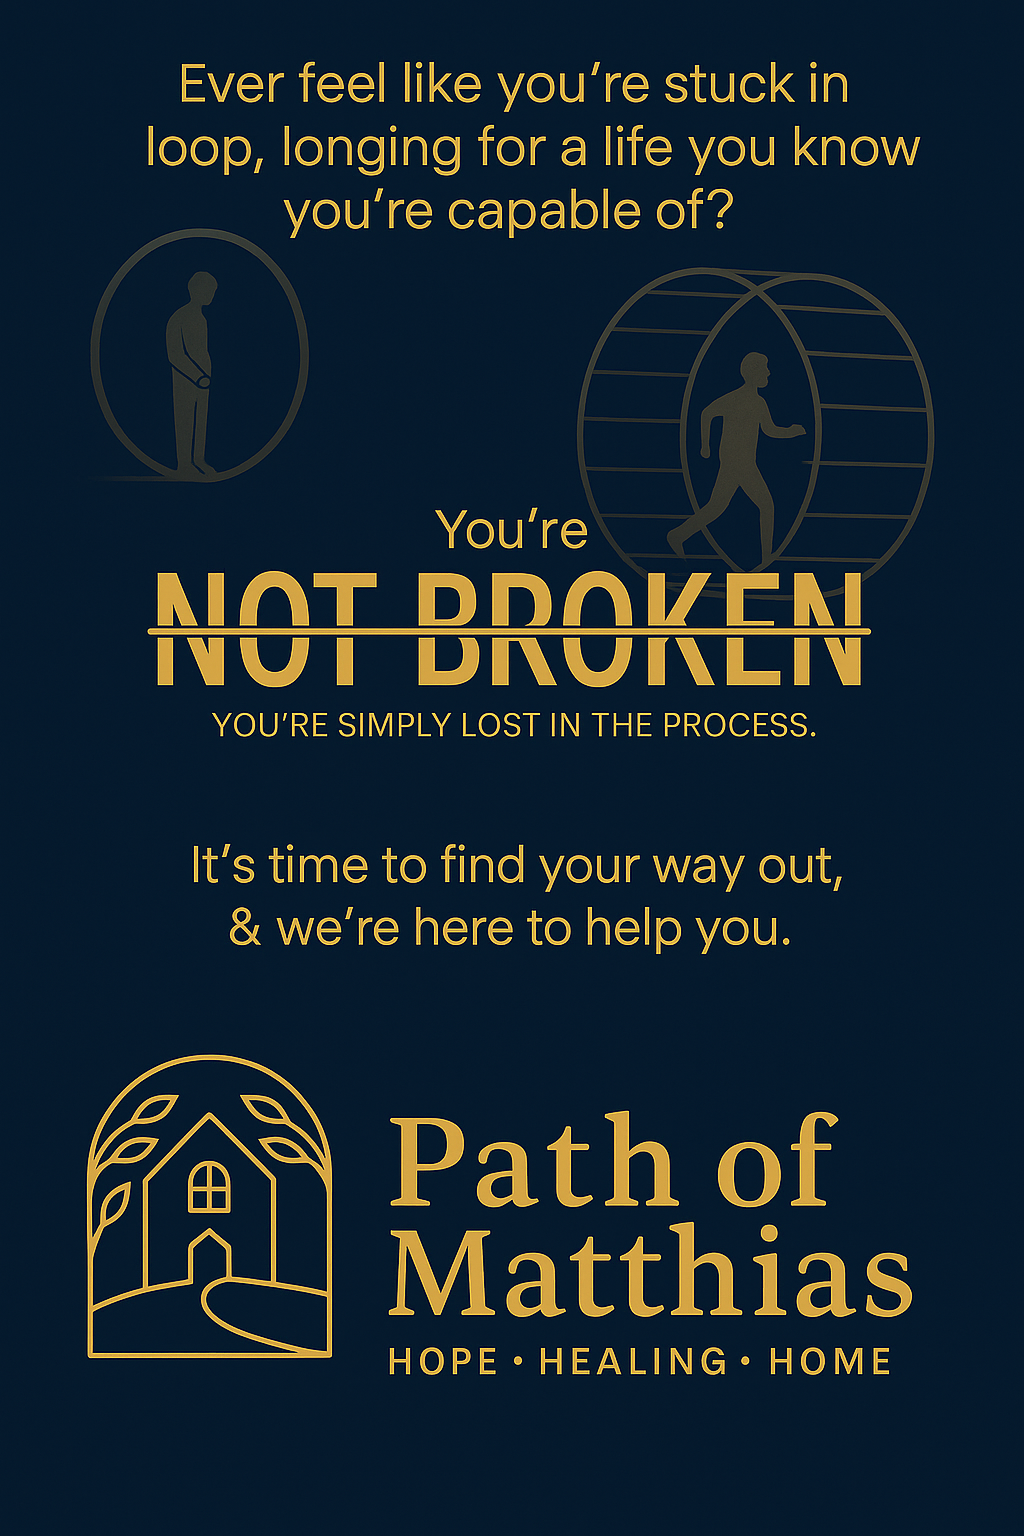 Ever feel like you’re stuck in
loop, longing for a life you know
you’re capable of?
You’re
NOT BROKEN
YOU’RE SIMPLY LOST IN THE PROCESS.
It’s time to find your way out,
& we’re here to help you.
Path of
Matthias
HOPE • HEALING • HOME